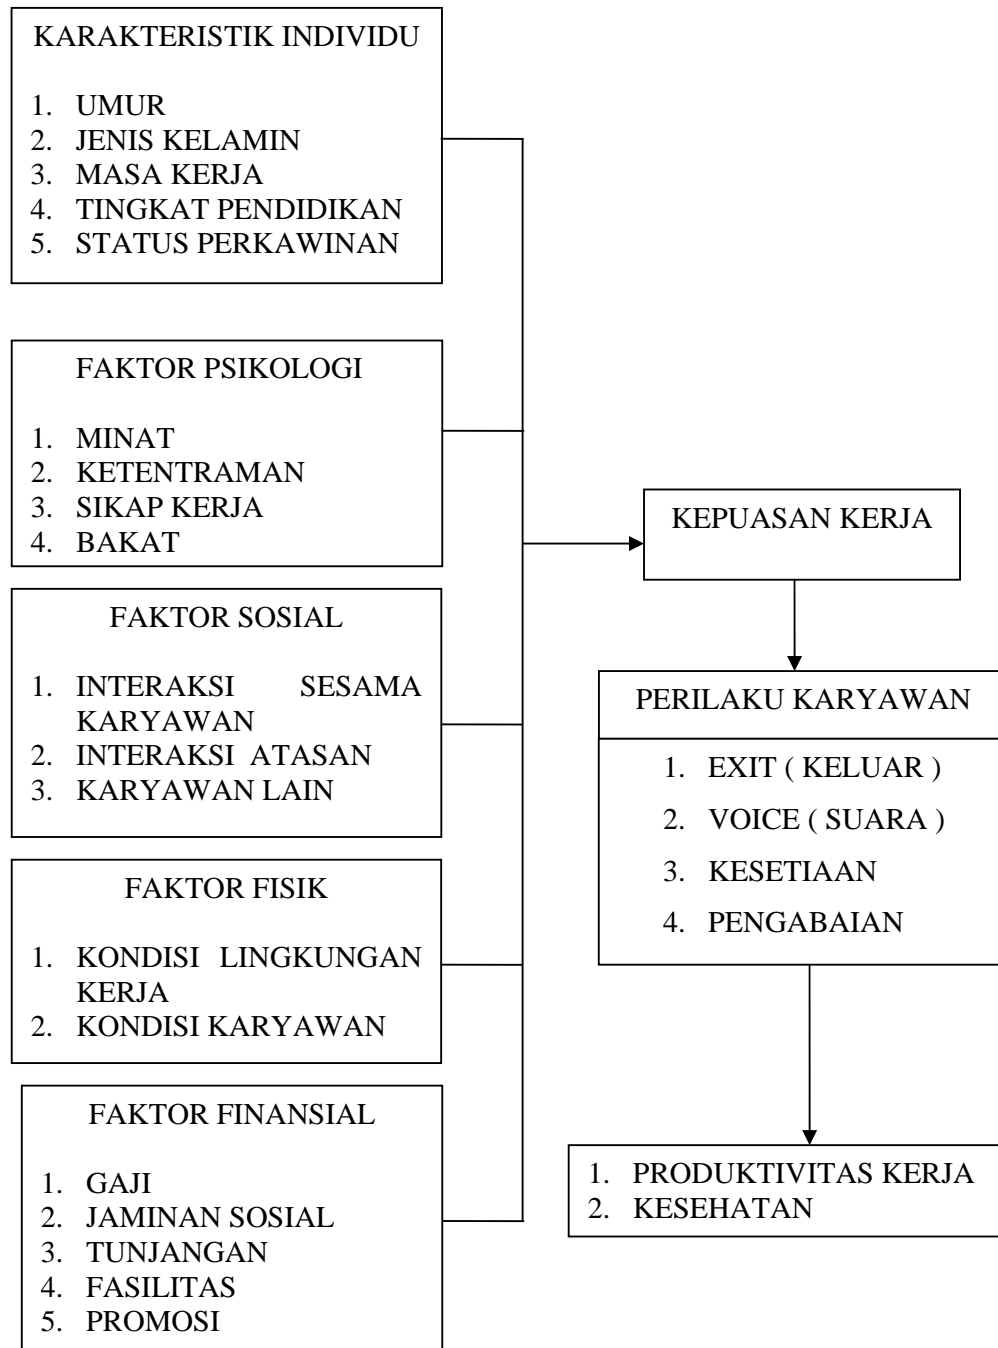 KARAKTERISTIK INDIVIDU
1. UMUR
2. JENIS KELAMIN
3. MASA KERJA
4. TINGKAT PENDIDIKAN
5. STATUS PERKAWINAN
FAKTOR PSIKOLOGI
1. MINAT
2. KETENTRAMAN
3. SIKAP KERJA
4. BAKAT
FAKTOR SOSIAL
1. INTERAKSI SESAMA
KARYAWAN
2. INTERAKSI ATASAN
3. KARYAWAN LAIN
FAKTOR FISIK
1. KONDISI LINGKUNGAN
KERJA
2. KONDISI KARYAWAN
FAKTOR FINANSIAL
1. GAJI
2. JAMINAN SOSIAL
3. TUNJANGAN
4. FASILITAS
5. PROMOSI
KEPUASAN KERJA
PERILAKU KARYAWAN
1. EXIT ( KELUAR )
2. VOICE ( SUARA )
3. KESETIAAN
4. PENGABAIAN
1. PRODUKTIVITAS KERJA
2. KESEHATAN